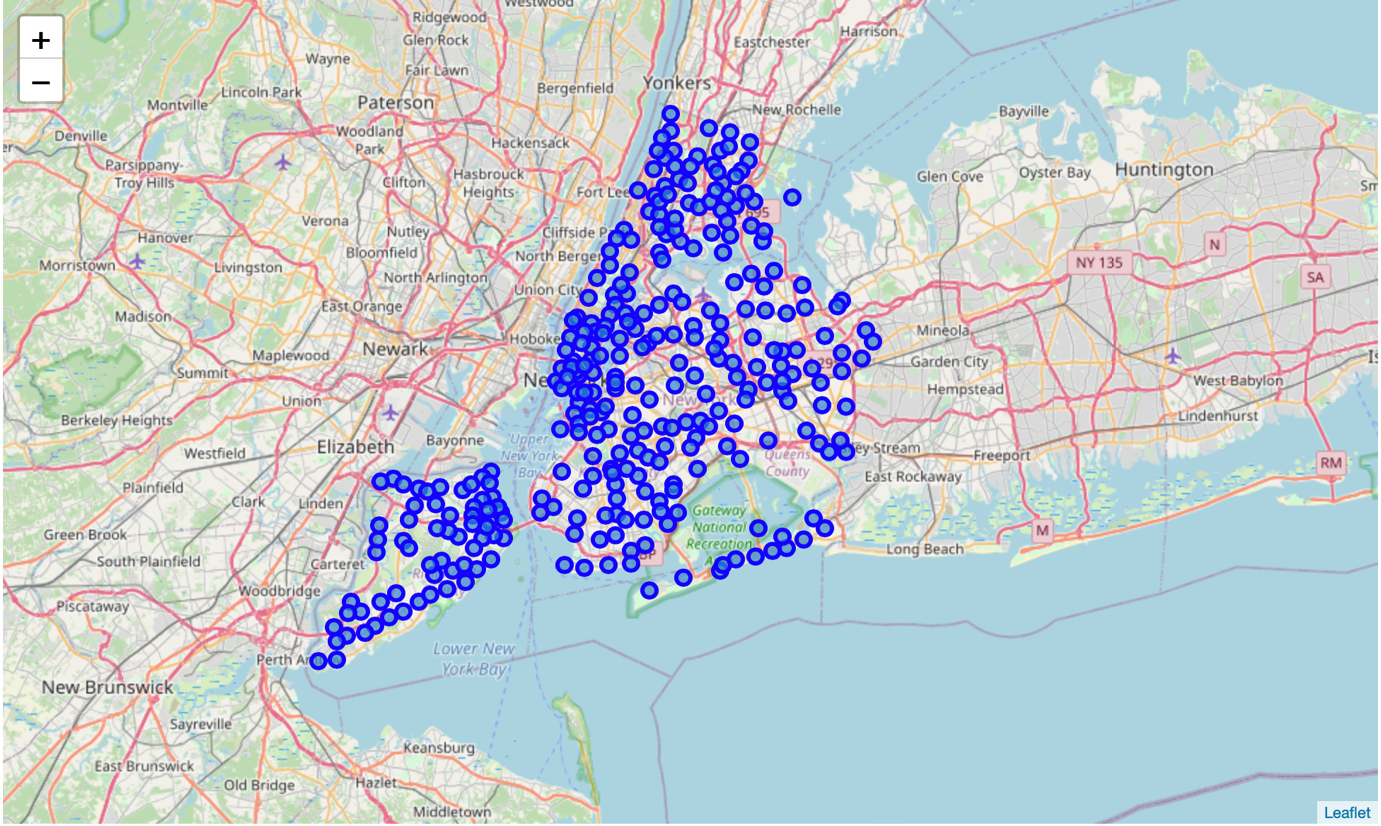 +
−
Ridgewood
Westwood
Glen Rock
Eastchester
Harrison
Wayne
Fair Lawn
Yonkers
Lincoln Park
Bergenfield
Paterson
Montville
New Rochelle
Bayville
Denville
Woodland
Park
Hackensack
Parsippany-
Troy Hills
Clifton
Hasbrouck
Heights
Fort Lee
Glen Cove
Oyster Bay
Huntington
695
Verona
Nutley
Cliffside
Hanover
Bloomfield
North
N
Morristown
Livingston
North Arlington
NY 135
SA
Union City
East Orange
Madison
Mineola
Maplewood
Newark
Garden City
Summit
Hempstead
West Babylon
Union
New York
Berkeley Heights
Lindenhurst
Elizabeth
Bayonne
Upper
New York
Bay
Queens
County
Freeport
Westfield
East Rockaway
RM
Plainfield
Clark
Linden
Gateway
National
Recreation
M
Green Brook
South Plainfield
Carteret
Long Beach
Woodbridge
Piscataway
Lower New
York Bay
Perth
New Brunswick
Sayreville
Keansburg
East Brunswick
Old Bridge
Hazlet
Middletown
Leaflet